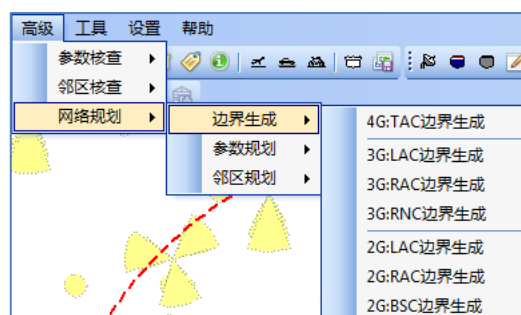 高级 工具 设置 帮助
参数核查
邻区核查
网络规划
边界生成
参数规划
邻区规划
4G:TAC边界生成
3G:LAC边界生成
3G:RAC边界生成
3G:RNC边界生成
2G:LAC边界生成
2G:RAC边界生成
2G:BSC边界生成